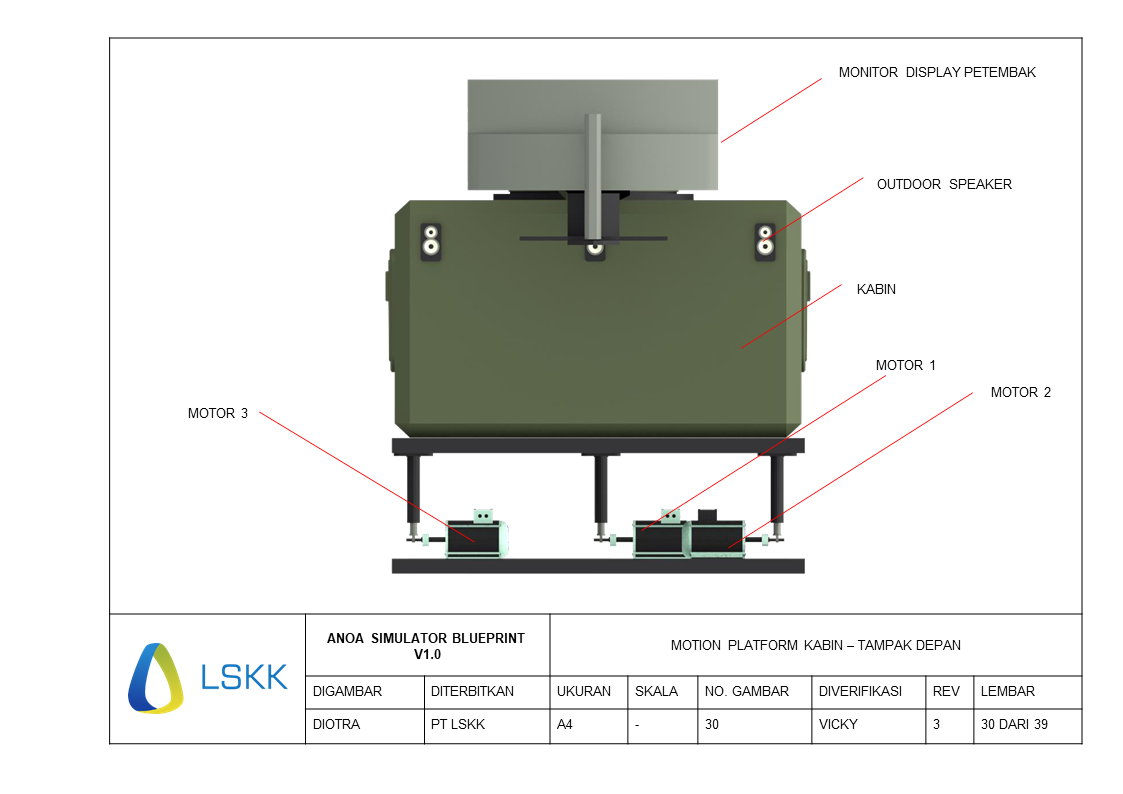 MONITOR DISPLAY PETEMBAK
OUTDOOR SPEAKER
KABIN
MOTOR 1
MOTOR 2
MOTOR 3
LSKK
ANOA SIMULATOR BLUEPRINT
V1.0
MOTION PLATFORM KABIN – TAMPAK DEPAN
DIGAMBAR DITERBITKAN UKURAN SKALA NO. GAMBAR DIVERIFIKASI REV LEMBAR
DIOTRA PT LSKK A4 - 30 VICKY 3 30 DARI 39